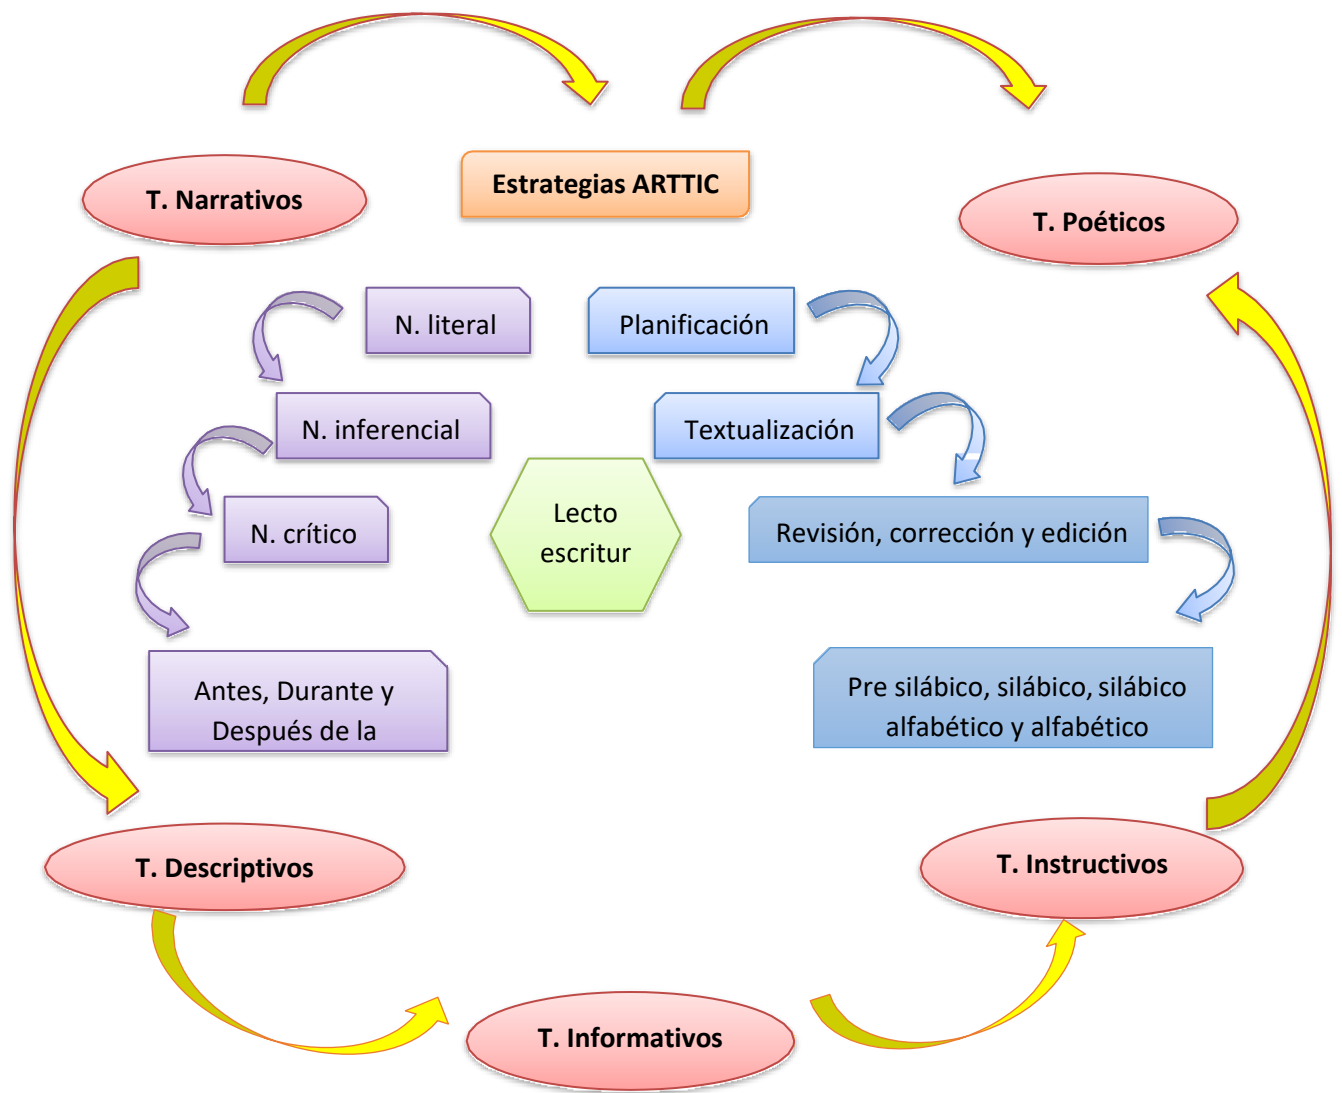 Estrategias ARTTIC
T. Narrativos
T. Poéticos
N. literal
Planificación
N. inferencial
Textualización
Lecto
escritur
N. crítico
Revisión, corrección y edición
Antes, Durante y
Después de la
Pre silábico, silábico, silábico
alfabético y alfabético
T. Descriptivos
T. Instructivos
T. Informativos